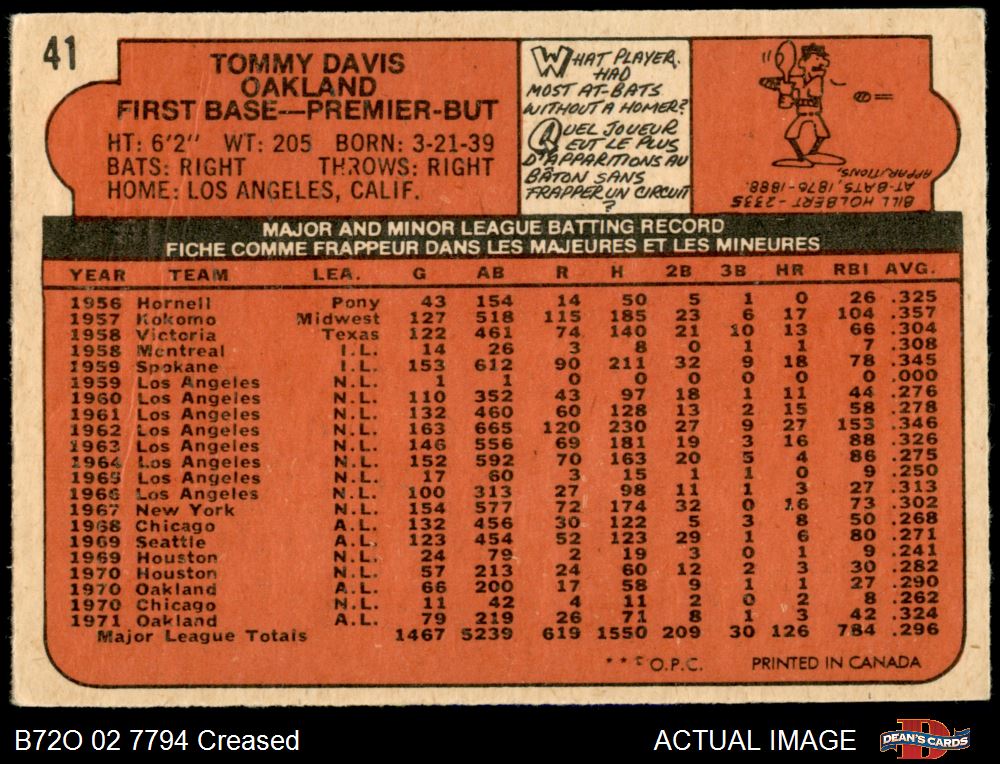 41
TOMMY DAVIS
OAKLAND
FIRST BASE—PREMIER-BUT
HT: 6'2" WT: 205 BORN: 3-21-39
BATS: RIGHT THROWS: RIGHT
HOME: LOS ANGELES, CALIF.
WHAT PLAYER
HAD
MOST AT-BATS
WITHOUT A HOMER?
QUEL JOUEUR
EUT LE PLUS
D'APPARITIONS AU
BÂTON SANS
FRAPPER UN CIRCUIT
?
BILL HOLBERT-2335
AT-BATS, 1876-1888.
APPARITIONS,
MAJOR AND MINOR LEAGUE BATTING RECORD
FICHE COMME FRAPPEUR DANS LES MAJEURES ET LES MINEURES
YEAR TEAM LEA. G AB R H 2B 3B HR RBI AVG.
1956 Hornell Pony 43 154 14 50 5 1 0 26 .325
1957 Kokomo Midwest 127 518 115 185 23 6 17 104 .357
1958 Victoria Texas 122 461 74 140 21 10 13 66 .304
1958 Montreal I.L. 14 26 3 8 0 1 1 7 .308
1959 Spokane I.L. 153 612 90 211 32 9 18 78 .345
1959 Los Angeles N.L. 1 1 0 0 0 0 0 0 .000
1960 Los Angeles N.L. 110 352 43 97 18 1 11 44 .276
1961 Los Angeles N.L. 132 460 60 128 13 2 15 58 .278
1962 Los Angeles N.L. 163 665 120 230 27 9 27 153 .346
1963 Los Angeles N.L. 146 556 69 181 19 3 16 88 .326
1964 Los Angeles N.L. 152 592 70 163 20 5 4 86 .275
1965 Los Angeles N.L. 17 60 3 15 1 1 0 9 .250
1966 Los Angeles N.L. 100 313 27 98 11 1 3 27 .313
1967 New York N.L. 154 577 72 174 32 0 16 73 .302
1968 Chicago A.L. 132 456 30 122 5 3 8 50 .268
1969 Seattle A.L. 123 454 52 123 29 1 6 80 .271
1969 Houston N.L. 24 79 2 19 3 0 1 9 .241
1970 Houston N.L. 57 213 24 60 12 2 3 30 .282
1970 Oakland A.L. 66 200 17 58 9 1 1 27 .290
1970 Chicago N.L. 11 42 4 11 2 0 2 8 .262
1971 Oakland A.L. 79 219 26 71 8 1 3 42 .324
Major League Totals 1467 5239 619 1550 209 30 126 784 .296
* * * O.P.C. PRINTED IN CANADA
B72O 02 7794 Creased
ACTUAL IMAGE
D
DEAN'S CARDS